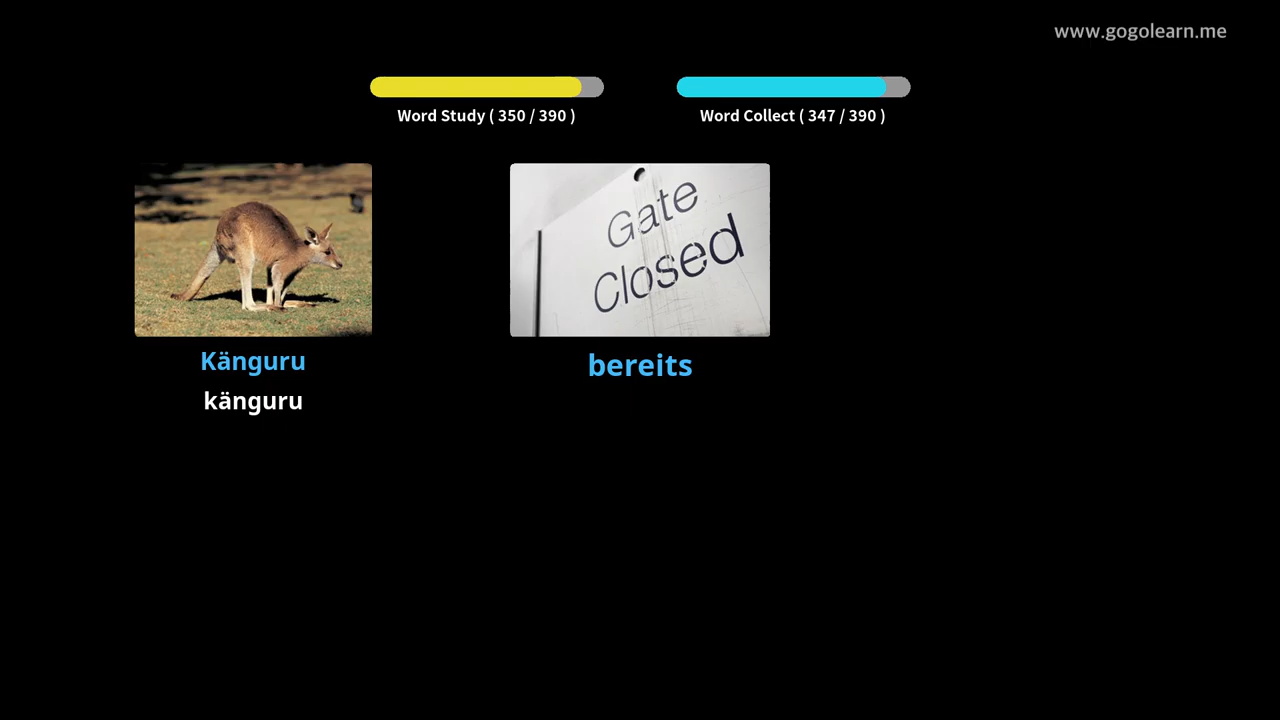 www.gogolearn.me
Word Study ( 350 / 390 )
Word Collect ( 347 / 390 )
Gate
Closed
Känguru
känguru
bereits